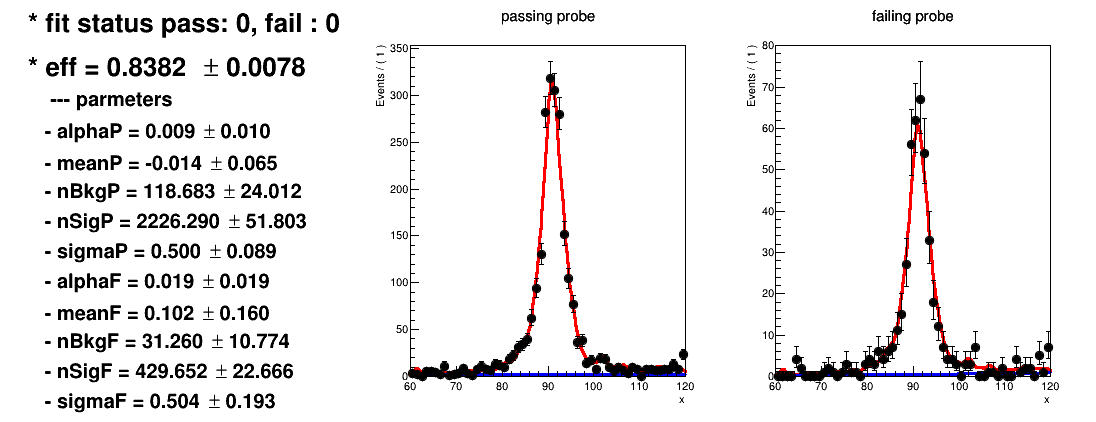 * fit status pass: 0, fail : 0
* eff = 0.8382 ± 0.0078
--- parmeters
- alphaP = 0.009 ± 0.010
- meanP = -0.014 ± 0.065
- nBkgP = 118.683 ± 24.012
- nSigP = 2226.290 ± 51.803
- sigmaP = 0.500 ± 0.089
- alphaF = 0.019 ± 0.019
- meanF = 0.102 ± 0.160
- nBkgF = 31.260 ± 10.774
- nSigF = 429.652 ± 22.666
- sigmaF = 0.504 ± 0.193
passing probe
Events / ( 1 )
350
300
250
200
150
100
50
0
60 70 80 90 100 110 120
x
failing probe
Events / ( 1 )
80
70
60
50
40
30
20
10
0
60 70 80 90 100 110 120
x